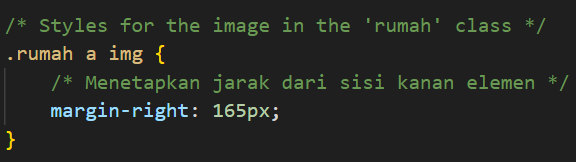 /* Styles for the image in the 'rumah' class */
.rumah a img {
/* Menetapkan jarak dari sisi kanan elemen */
margin-right: 165px;
}